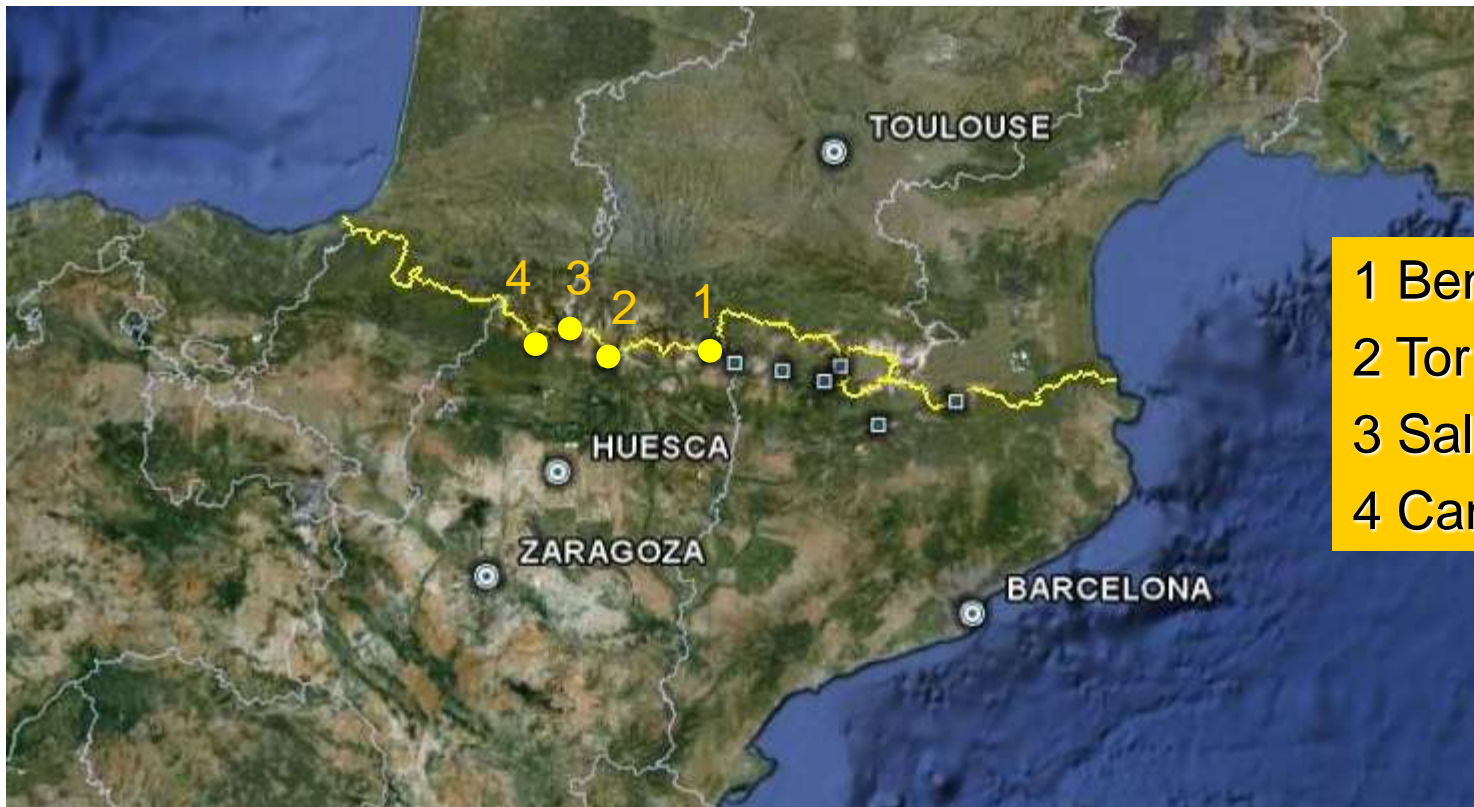 TOULOUSE
4 3 2 1
1 Ber
2 Tor
3 Sal
4 Car
HUESCA
ZARAGOZA
BARCELONA